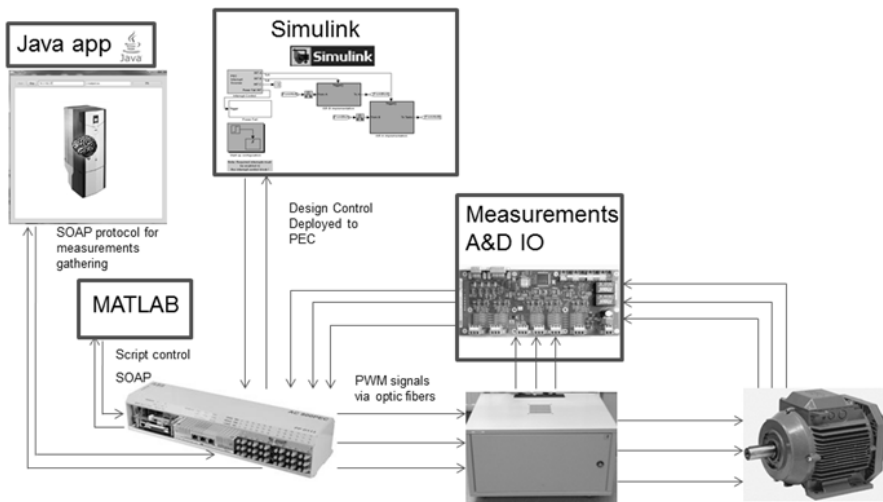 Java app
Java
Simulink
Simulink
SOAP protocol for
measurements
gathering
Design Control
Deployed to
PEC
Measurements
A&D IO
MATLAB
Script control
SOAP
PWM signals
via optic fibers